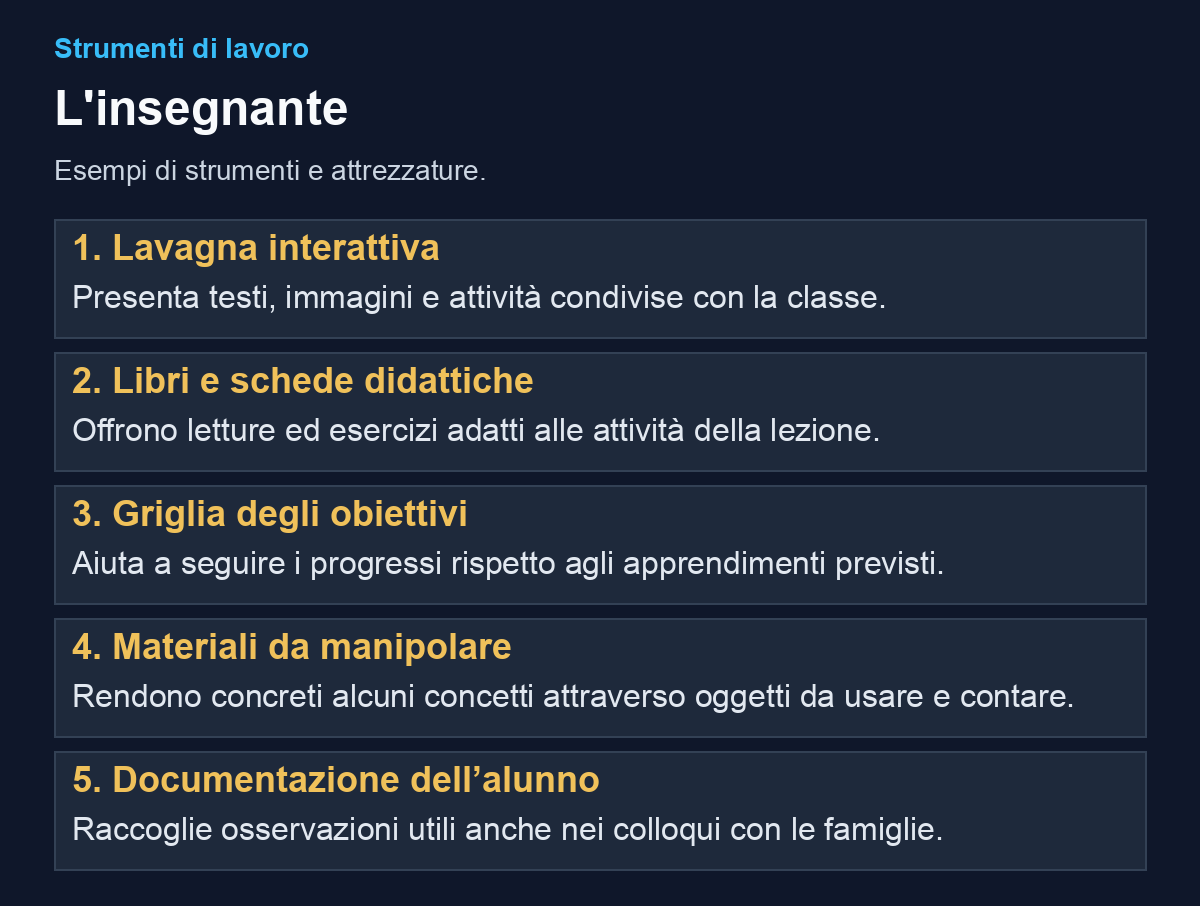 Strumenti di lavoro
L'insegnante
Esempi di strumenti e attrezzature.
1. Lavagna interattiva
Presenta testi, immagini e attività condivise con la classe.
2. Libri e schede didattiche
Offrono letture ed esercizi adatti alle attività della lezione.
3. Griglia degli obiettivi
Aiuta a seguire i progressi rispetto agli apprendimenti previsti.
4. Materiali da manipolare
Rendono concreti alcuni concetti attraverso oggetti da usare e contare.
5. Documentazione dell’alunno
Raccoglie osservazioni utili anche nei colloqui con le famiglie.